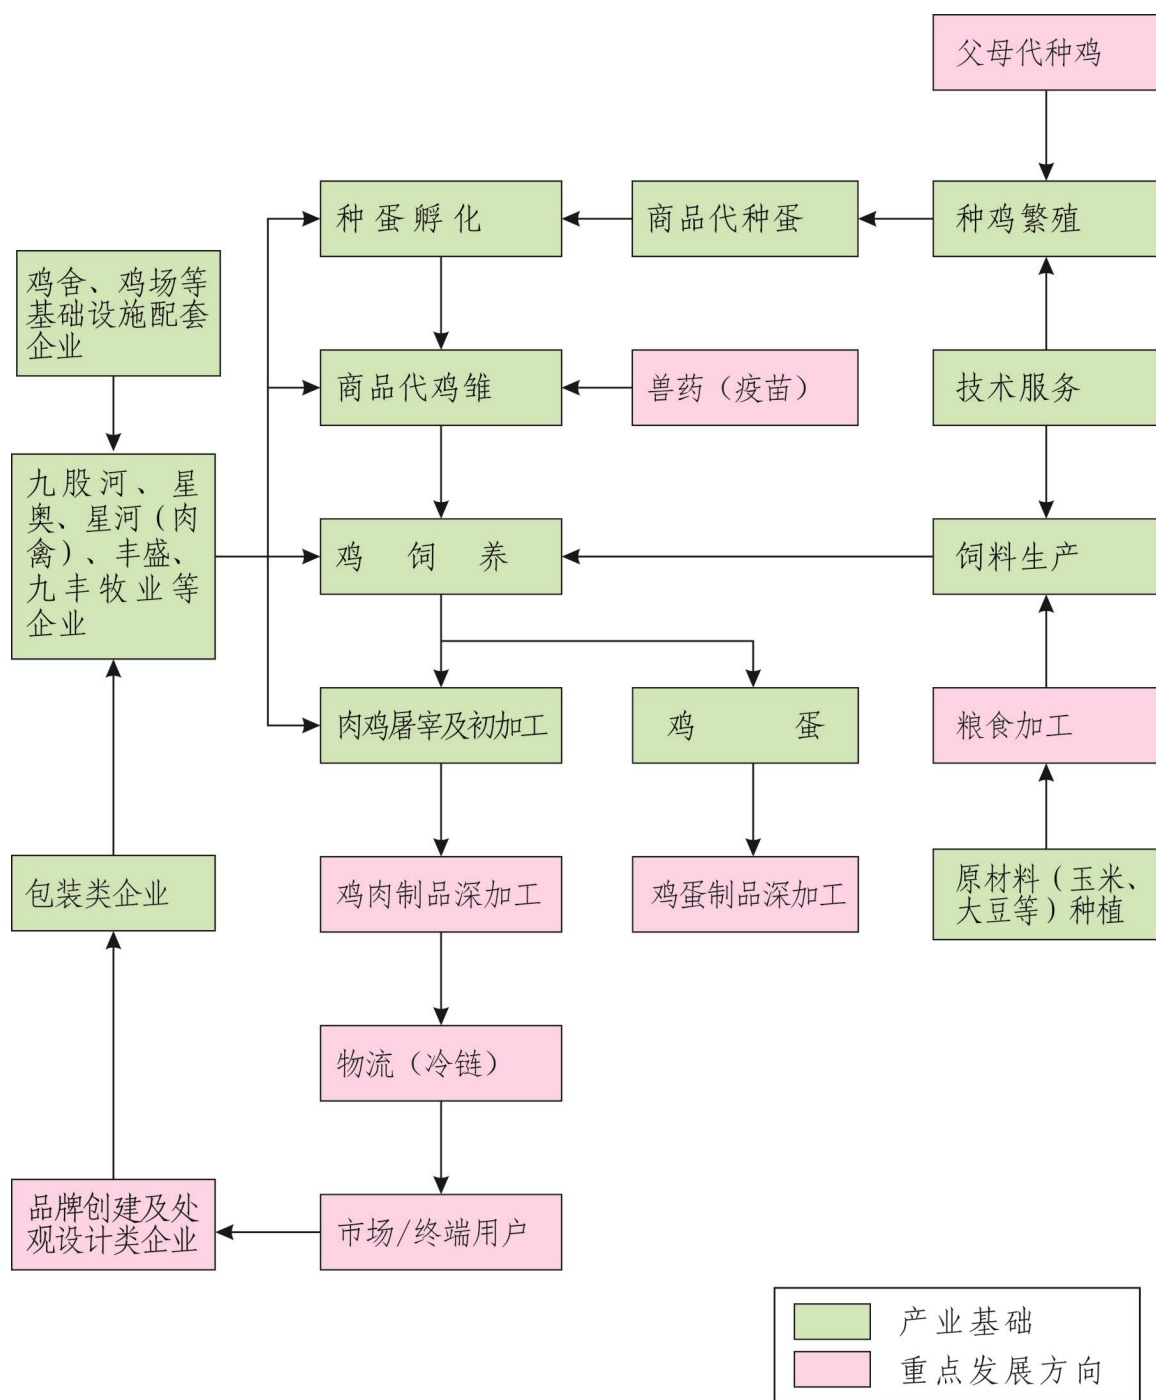 父母代种鸡
种蛋孵化
商品代种蛋
种鸡繁殖
鸡舍、鸡场等
基础设施配套
企业
商品代鸡雏
兽药（疫苗）
技术服务
九股河、星
奥、星河（肉
禽）、丰盛、
九丰牧业等
企业
鸡饲养
饲料生产
肉鸡屠宰及初加工
鸡蛋
粮食加工
包装类企业
鸡肉制品深加工
鸡蛋制品深加工
原材料（玉米、
大豆等）种植
物流（冷链）
品牌创建及处
观设计类企业
市场/终端用户
产业基础
重点发展方向